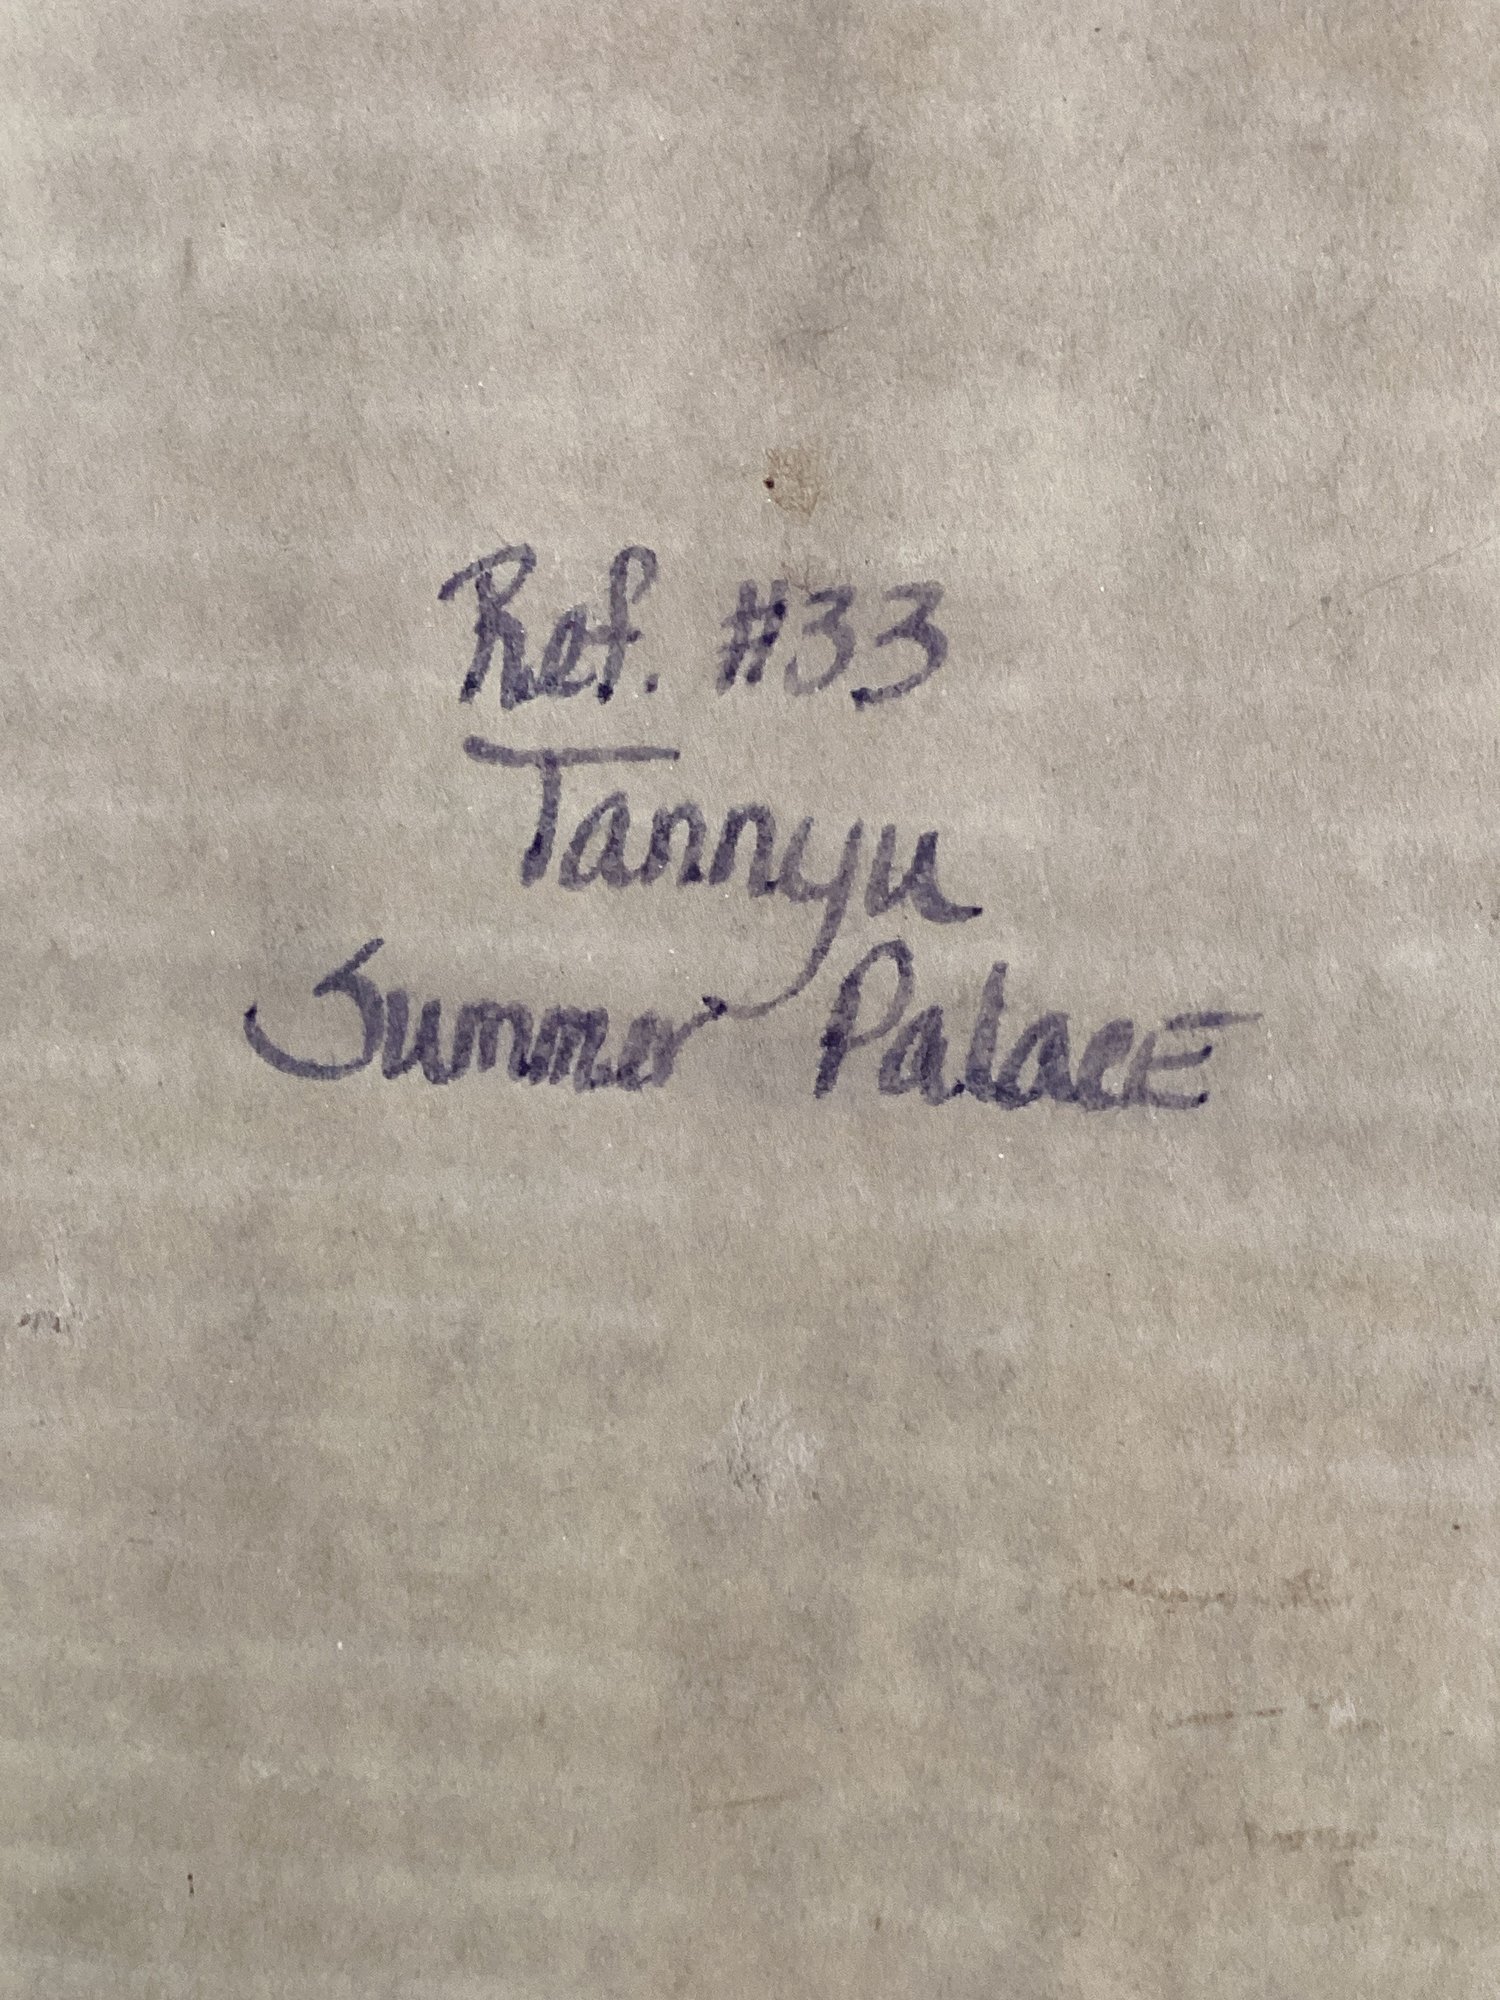 Ref. #33
Tannyu
Summer PalacE